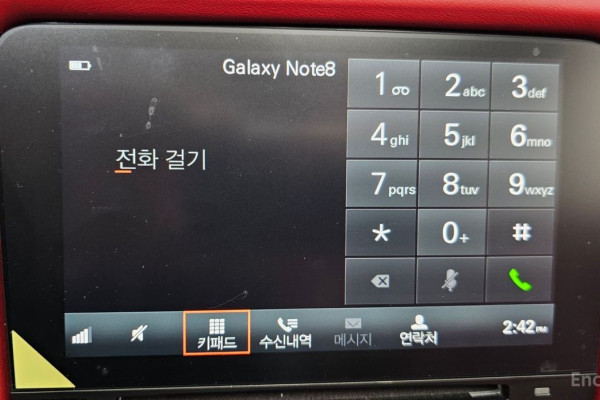 Galaxy Note8
전화 걸기
1
2 abc
3 def
4 ghi
5 jkl
6 mno
7 pqrs
8 tuv
9 wxyz
*
0 +
#
키패드
수신내역
메시지
연락처
2:42 PM
Enc